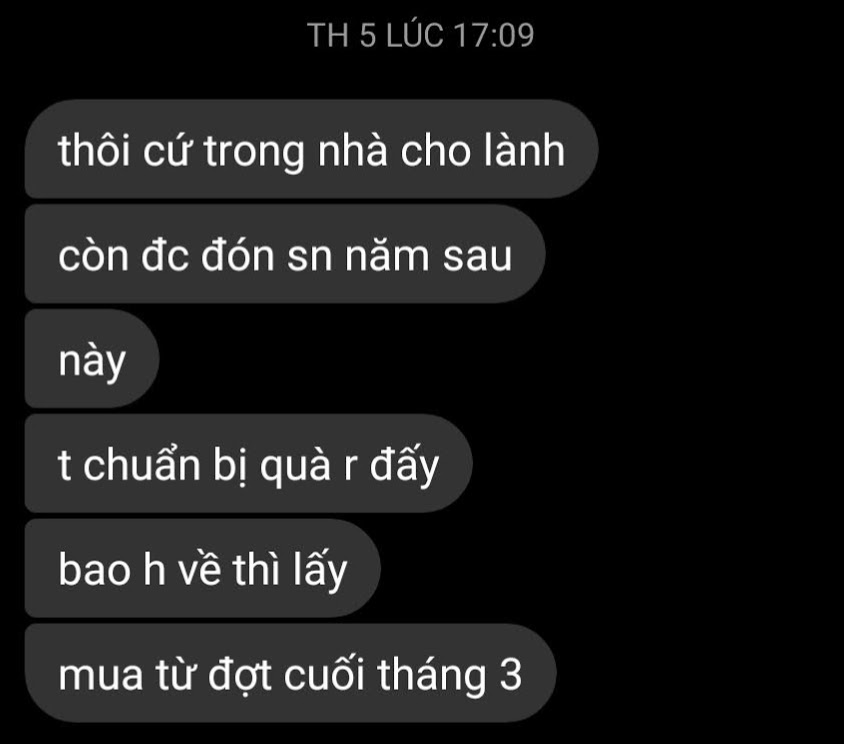 TH 5 LÚC 17:09
thôi cứ trong nhà cho lành
còn đc đón sn năm sau
này
t chuẩn bị quà r đấy
bao h về thì lấy
mua từ đợt cuối tháng 3